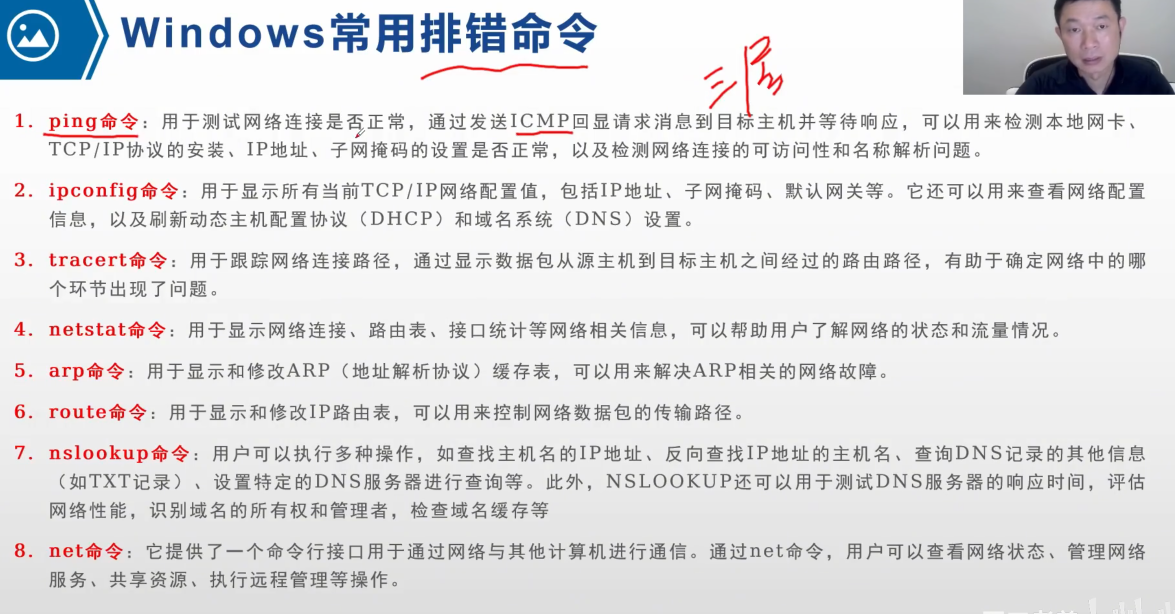 Windows常用排错命令
三层
1. ping命令：用于测试网络连接是否正常，通过发送ICMP回显请求消息到目标主机并等待响应，可以用来检测本地网卡、
TCP/IP协议的安装、IP地址、子网掩码的设置是否正常，以及检测网络连接的可访问性和名称解析问题。
2. ipconfig命令：用于显示所有当前TCP/IP网络配置值，包括IP地址、子网掩码、默认网关等。它还可以用来查看网络配置
信息，以及刷新动态主机配置协议（DHCP）和域名系统（DNS）设置。
3. tracert命令：用于跟踪网络连接路径，通过显示数据包从源主机到目标主机之间经过的路由路径，有助于确定网络中的哪
个环节出现了问题。
4. netstat命令：用于显示网络连接、路由表、接口统计等网络相关信息，可以帮助用户了解网络的状态和流量情况。
5. arp命令：用于显示和修改ARP（地址解析协议）缓存表，可以用来解决ARP相关的网络故障。
6. route命令：用于显示和修改IP路由表，可以用来控制网络数据包的传输路径。
7. nslookup命令：用户可以执行多种操作，如查找主机名的IP地址、反向查找IP地址的主机名、查询DNS记录的其他信息
（如TXT记录）、设置特定的DNS服务器进行查询等。此外，NSLOOKUP还可以用于测试DNS服务器的响应时间，评估
网络性能，识别域名的所有权和管理者，检查域名缓存等
8. net命令：它提供了一个命令行接口用于通过网络与其他计算机进行通信。通过net命令，用户可以查看网络状态、管理网络
服务、共享资源、执行远程管理等操作。